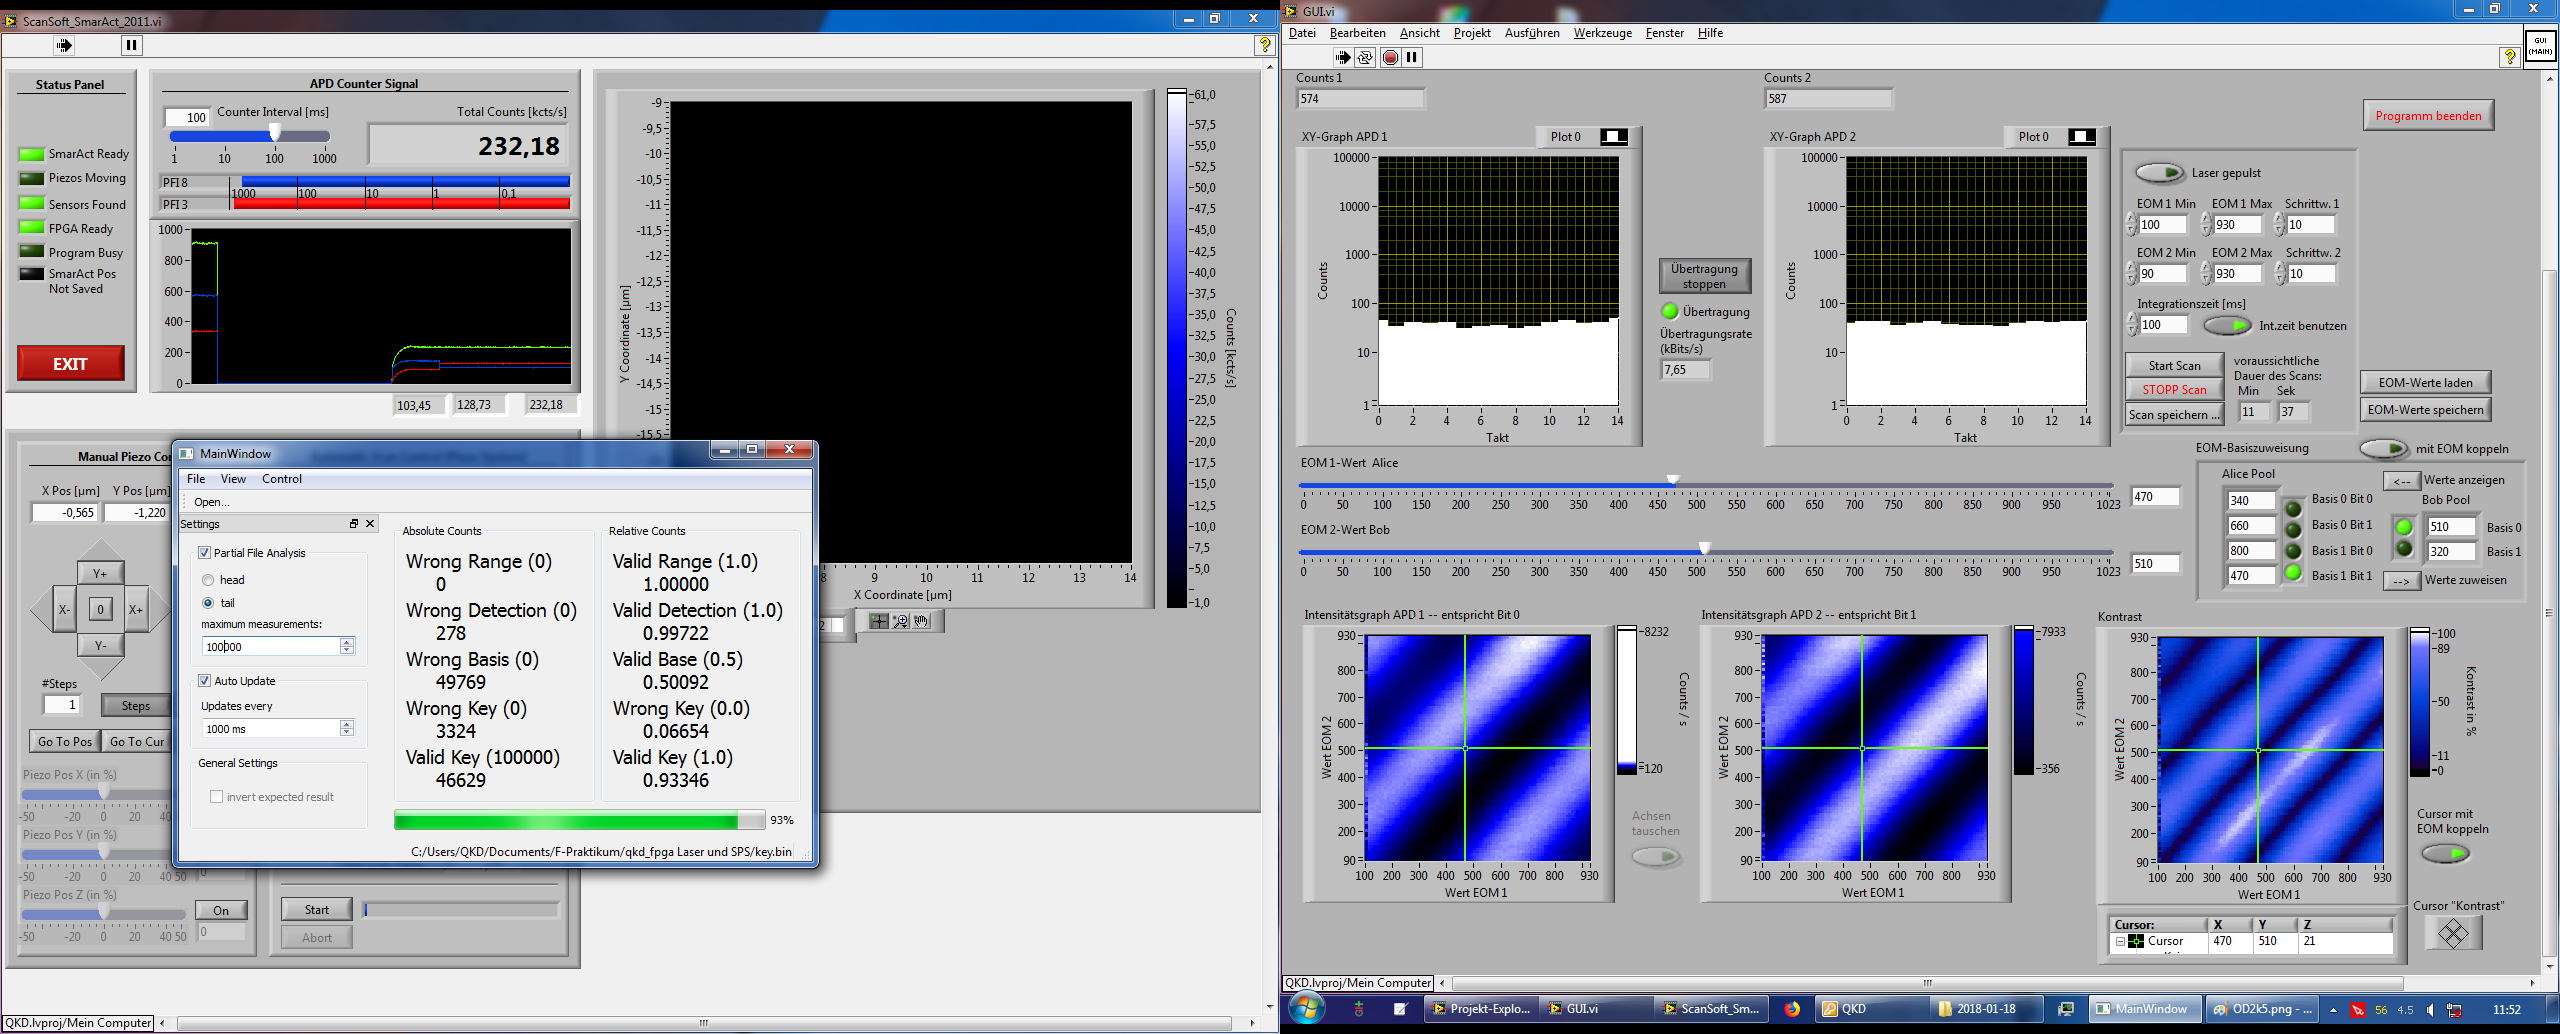 ScanSoft_SmarAct_2011.vi
Status Panel
SmarAct Ready
Piezos Moving
Sensors Found
FPGA Ready
Program Busy
SmarAct Pos
Not Saved
EXIT
APD Counter Signal
100
Counter Interval [ms]
1 10 100 1000
Total Counts [kcts/s]
232,18
PFI 8
1000 100 10 1 0,1
PFI 3
1000
800
600
400
200
0
103,45 128,73 232,18
-9
-9,5
-10
-10,5
-11
-11,5
-12
-12,5
-13
-13,5
-14
-14,5
-15
-15,5
Y Coordinate [µm]
8 9 10 11 12 13 14
X Coordinate [µm]
61,0
57,5
55,0
52,5
50,0
47,5
45,0
42,5
40,0
37,5
35,0
32,5
30,0
27,5
25,0
22,5
20,0
17,5
15,0
12,5
10,0
7,5
5,0
1,0
Counts [kcts/s]
2
Manual Piezo Cor
X Pos [µm] Y Pos [µm]
-0,565 -1,220
Y+
X- 0 X+
Y-
#Steps
1 Steps
Go To Pos Go To Cur
Piezo Pos X (in %)
-50 -20 0 20 40 50
Piezo Pos Y (in %)
-50 -20 0 20 40 50
0
Piezo Pos Z (in %)
On
-50 -20 0 20 40 50
0
Start
Abort
QKD.lvproj/Mein Computer
MainWindow
File View Control
Open...
Settings
Partial File Analysis
head
tail
maximum measurements:
100000
Auto Update
Updates every
1000 ms
General Settings
invert expected result
Absolute Counts
Wrong Range (0)
0
Wrong Detection (0)
278
Wrong Basis (0)
49769
Wrong Key (0)
3324
Valid Key (100000)
46629
Relative Counts
Valid Range (1.0)
1.00000
Valid Detection (1.0)
0.99722
Valid Base (0.5)
0.50092
Wrong Key (0.0)
0.06654
Valid Key (1.0)
0.93346
93%
C:/Users/QKD/Documents/F-Praktikum/qkd_fpga Laser und SPS/key.bin
GUI.vi
Datei Bearbeiten Ansicht Projekt Ausführen Werkzeuge Fenster Hilfe
GUI
(MAIN)
Counts 1
574
Counts 2
587
Programm beenden
XY-Graph APD 1 Plot 0
100000
10000
1000
100
10
1
Counts
0 2 4 6 8 10 12 14
Takt
Übertragung
stoppen
Übertragung
Übertragungsrate
(kBits/s)
7,65
XY-Graph APD 2 Plot 0
100000
10000
1000
100
10
1
Counts
0 2 4 6 8 10 12 14
Takt
Laser gepulst
EOM 1 Min EOM 1 Max Schrittw. 1
100 930 10
EOM 2 Min EOM 2 Max Schrittw. 2
90 930 10
Integrationszeit [ms]
100 Int.zeit benutzen
Start Scan
STOPP Scan
Scan speichern ...
voraussichtliche
Dauer des Scans:
Min Sek
11 37
EOM-Werte laden
EOM-Werte speichern
EOM 1-Wert Alice
0 50 100 150 200 250 300 350 400 450 500 550 600 650 700 750 800 850 900 950 1023
470
EOM 2-Wert Bob
0 50 100 150 200 250 300 350 400 450 500 550 600 650 700 750 800 850 900 950 1023
510
EOM-Basiszuweisung mit EOM koppeln
Alice Pool
340 Basis 0 Bit 0
660 Basis 0 Bit 1
800 Basis 1 Bit 0
470 Basis 1 Bit 1
<-- Werte anzeigen
Bob Pool
510 Basis 0
320 Basis 1
--> Werte zuweisen
Intensitätsgraph APD 1 -- entspricht Bit 0
930
800
700
600
500
400
300
200
90
Wert EOM 2
100 200 300 400 500 600 700 800 930
Wert EOM 1
8232
120
Counts / s
Achsen
tauschen
Intensitätsgraph APD 2 -- entspricht Bit 1
930
800
700
600
500
400
300
200
90
Wert EOM 2
100 200 300 400 500 600 700 800 930
Wert EOM 1
7933
356
Counts / s
Kontrast
930
800
700
600
500
400
300
200
90
Wert EOM 2
100 200 300 400 500 600 700 800 930
Wert EOM 1
100
89
50
11
0
Kontrast in %
Cursor mit
EOM koppeln
Cursor "Kontrast"
Cursor: X Y Z
Cursor 470 510 21
QKD.lvproj/Mein Computer
Projekt-Explo... GUI.vi ScanSoft_Sm... QKD 2018-01-18 MainWindow OD2k5.png - ... 56 4.5 11:52